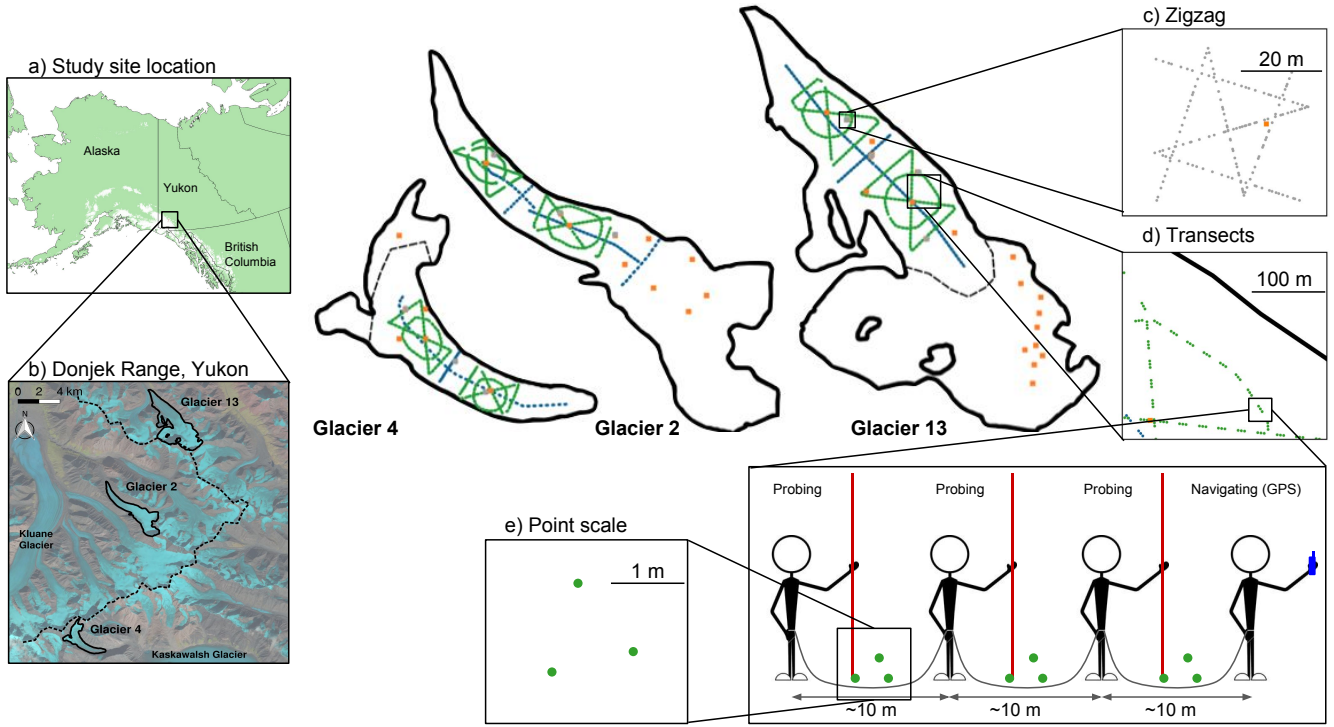 a) Study site location
Alaska
Yukon
British
Columbia
b) Donjek Range, Yukon
0 2 4 km
N
Glacier 13
Glacier 2
Kluane
Glacier
Glacier 4
Kaskawalsh Glacier
Glacier 4
Glacier 2
Glacier 13
c) Zigzag
20 m
d) Transects
100 m
Probing
Probing
Probing
Navigating (GPS)
e) Point scale
1 m
~10 m
~10 m
~10 m